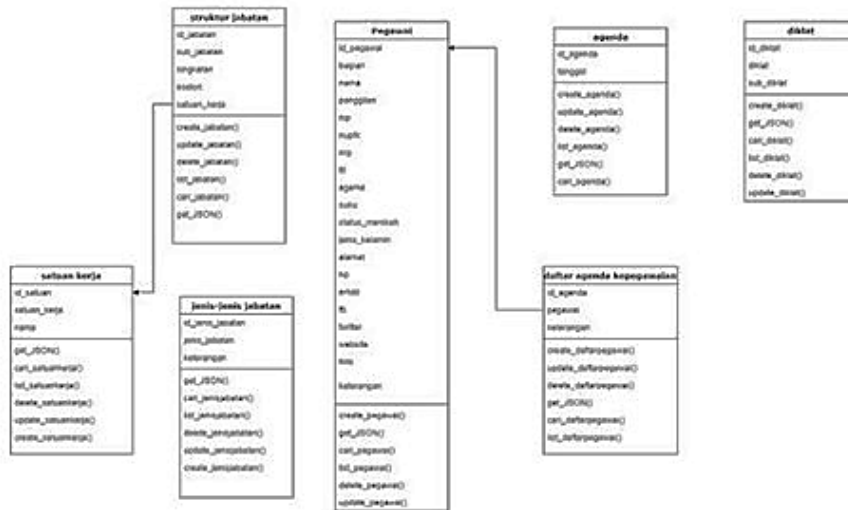 struktur jabatan
id_jabatan
sub_jabatan
tingkatan
eselon
satuan_kerja
create_jabatan()
update_jabatan()
delete_jabatan()
list_jabatan()
cari_jabatan()
get_JSON()
Pegawai
id_pegawai
bagian
nama
panggilan
nip
nuptk
agama
suku
status_menikah
jenis_kelamin
alamat
hp
email
fb
twitter
website
foto
keterangan
create_pegawai()
get_JSON()
cari_pegawai()
list_pegawai()
delete_pegawai()
update_pegawai()
agenda
id_agenda
tanggal
create_agenda()
update_agenda()
delete_agenda()
list_agenda()
get_JSON()
cari_agenda()
diklat
id_diklat
diklat
sub_diklat
create_diklat()
get_JSON()
cari_diklat()
list_diklat()
delete_diklat()
update_diklat()
satuan kerja
id_satuan
satuan_kerja
nama
get_JSON()
cari_satuankerja()
list_satuankerja()
delete_satuankerja()
update_satuankerja()
create_satuankerja()
jenis-jenis jabatan
id_jenis_jabatan
jenis_jabatan
keterangan
get_JSON()
cari_jenisjabatan()
list_jenisjabatan()
delete_jenisjabatan()
update_jenisjabatan()
create_jenisjabatan()
daftar agenda kepegawaian
id_agenda
pegawai
keterangan
create_daftarpegawai()
update_daftarpegawai()
delete_daftarpegawai()
get_JSON()
cari_daftarpegawai()
list_daftarpegawai()